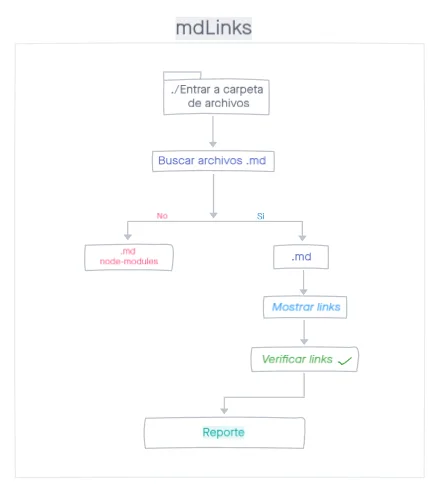 mdLinks
./Entrar a carpeta
de archivos
Buscar archivos .md
No
Si
.md
node-modules
.md
Mostrar links
Verificar links
Reporte